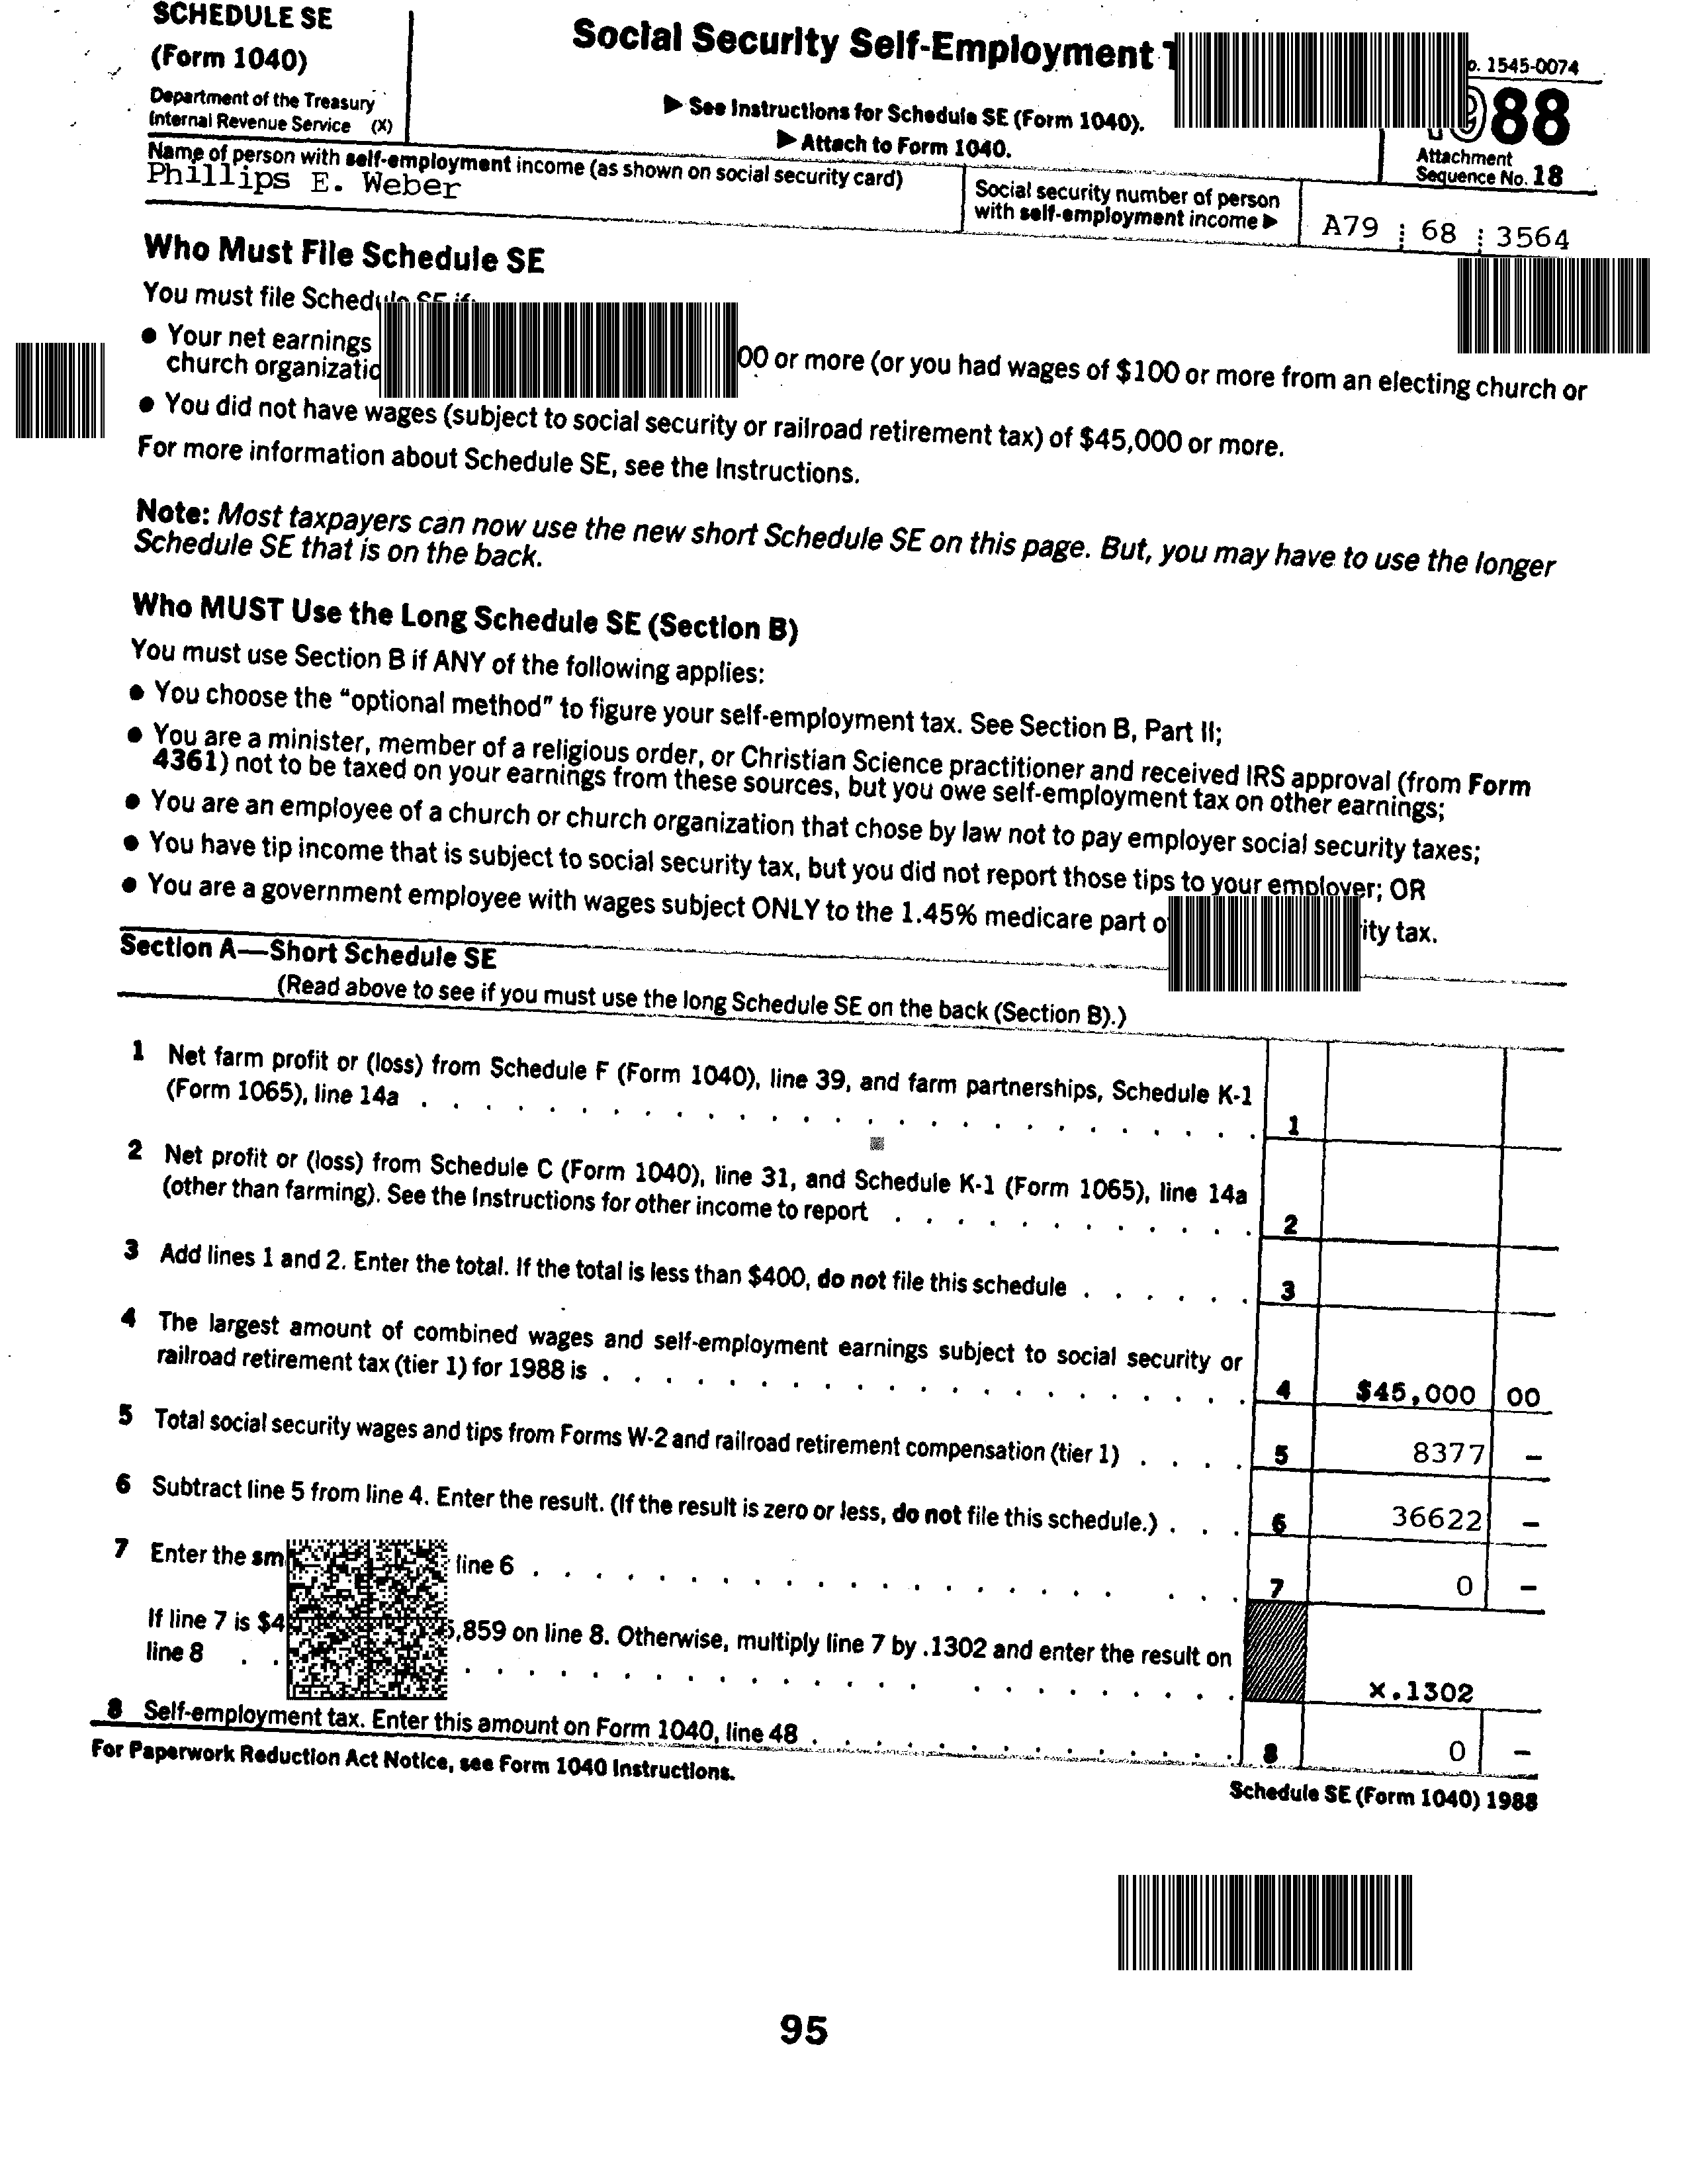 SCHEDULE SE
(Form 1040)
Department of the Treasury
Internal Revenue Service (X)
Social Security Self-Employment
▶ See Instructions for Schedule SE (Form 1040).
▶ Attach to Form 1040.
1545-0074
88
Attachment
Sequence No. 18
Name of person with self-employment income (as shown on social security card)
Phillips E. Weber
Social security number of person
with self-employment income ▶
A79 68 3564
Who Must File Schedule SE
You must file Schedule SE if:
● Your net earnings 00 or more (or you had wages of $100 or more from an electing church or
church
● You did not have wages (subject to social security or railroad retirement tax) of $45,000 or more.
For more information about Schedule SE, see the Instructions.
Note: Most taxpayers can now use the new short Schedule SE on this page. But, you may have to use the longer
Schedule SE that is on the back.
Who MUST Use the Long Schedule SE (Section B)
You must use Section B if ANY of the following applies:
● You choose the "optional method" to figure your self-employment tax. See Section B, Part II;
● You are a minister, member of a religious order, or Christian Science practitioner and received IRS approval (from Form
4361) not to be taxed on your earnings from these sources, but you owe self-employment tax on other earnings;
● You are an employee of a church or church organization that chose by law not to pay employer social security taxes;
● You have tip income that is subject to social security tax, but you did not report those tips to your employer; OR
● You are a government employee with wages subject ONLY to the 1.45% medicare part tax.
Section A—Short Schedule SE
(Read above to see if you must use the long Schedule SE on the back (Section B).)
1 Net farm profit or (loss) from Schedule F (Form 1040), line 39, and farm partnerships, Schedule K-1
(Form 1065), line 14a . . . . . . . . . . . . . . . . . . . . . . . . . . 1
2 Net profit or (loss) from Schedule C (Form 1040), line 31, and Schedule K-1 (Form 1065), line 14a
(other than farming). See the Instructions for other income to report . . . . . . . . . . . . 2
3 Add lines 1 and 2. Enter the total. If the total is less than $400, do not file this schedule . . . . . . 3
4 The largest amount of combined wages and self-employment earnings subject to social security or
railroad retirement tax (tier 1) for 1988 is . . . . . . . . . . . . . . . . . . . . . 4 $45,000 00
5 Total social security wages and tips from Forms W-2 and railroad retirement compensation (tier 1) . . . . 5 8377 –
6 Subtract line 5 from line 4. Enter the result. (If the result is zero or less, do not file this schedule.) . . . 6 36622 –
7 Enter the line 6 . . . . . . . . . . . . . . . . . . . . . 7 0 –
If line 7 is 5,859 on line 8. Otherwise, multiply line 7 by .1302 and enter the result on
line 8 . . . . . . . . . . . . . . . . . . . . . . . x.1302
8 Self-employment tax. Enter this amount on Form 1040, line 48 . . . . . . . . . . . . . . 8 0 –
For Paperwork Reduction Act Notice, see Form 1040 Instructions.
Schedule SE (Form 1040) 1988
95